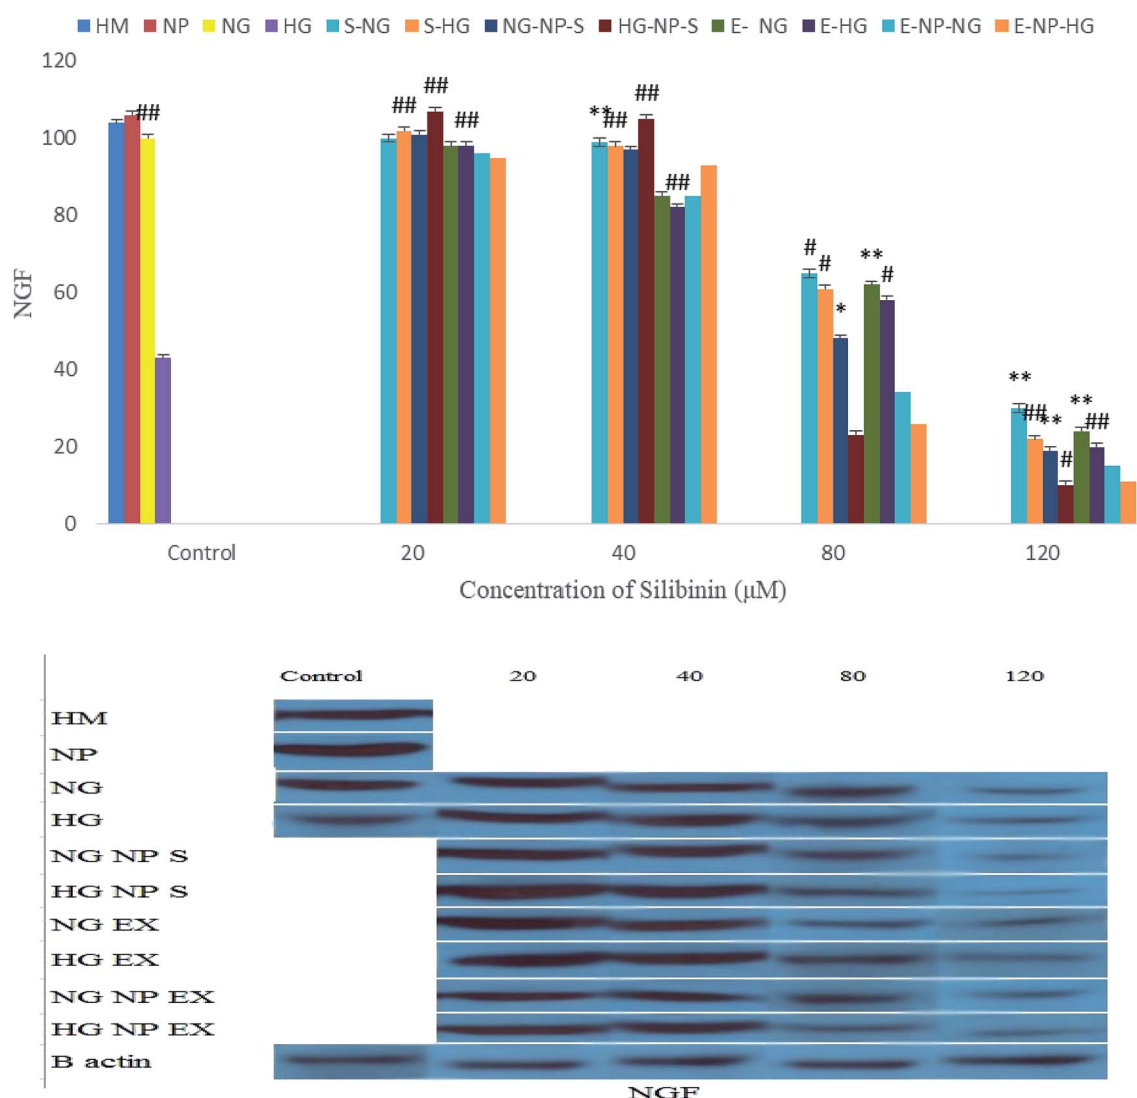 HM NP NG HG S-NG S-HG NG-NP-S HG-NP-S E- NG E-HG E-NP-NG E-NP-HG
120
100
80
60
40
20
0
NGF
##
## ## ##
** ## ## ##
# # * ** #
** ## ** # ** ##
Control 20 40 80 120
Concentration of Silibinin (μM)
Control 20 40 80 120
HM
NP
NG
HG
NG NP S
HG NP S
NG EX
HG EX
NG NP EX
HG NP EX
B actin
NGF